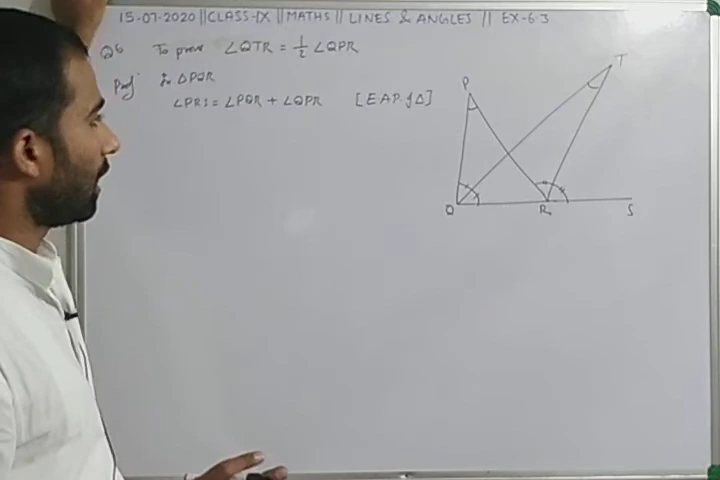 15-07-2020 || CLASS-IX || MATHS || LINES & ANGLES || EX-6.3
Q6 To prove ∠QTR = 1/2 ∠QPR
Proof In ΔPQR
∠PRS = ∠PQR + ∠QPR [EAP of Δ]
T
P
Q R S